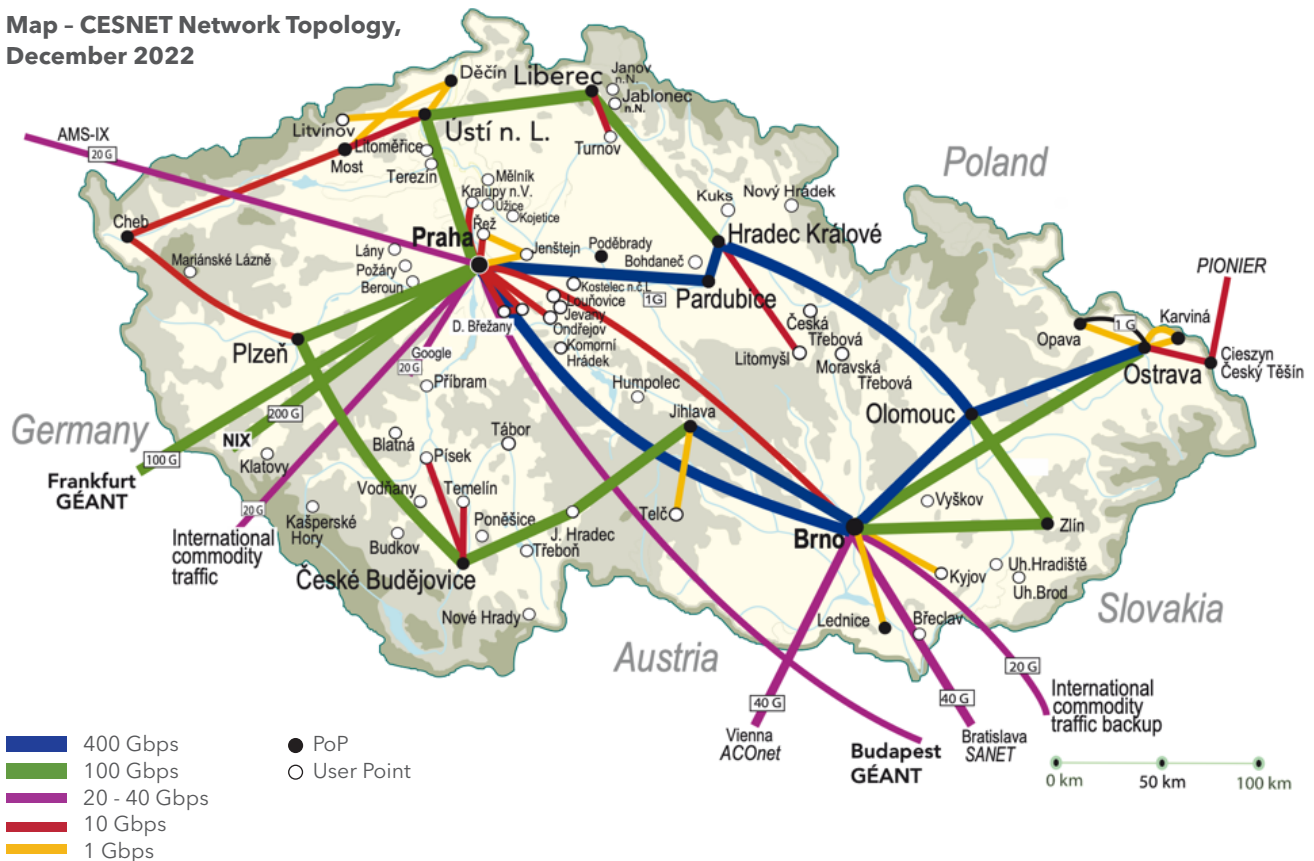 Map – CESNET Network Topology,
December 2022
Děčín
Liberec
Janov
n.N.
Jablonec
n.N.
AMS-IX
20 G
Litvínov
Ústí n. L.
Litoměřice
Most
Terezín
Turnov
Poland
Mělník
Kralupy n.V.
Úžice
Kojetice
Řež
Kuks
Nový Hrádek
Cheb
Praha
Hradec Králové
Mariánské Lázně
Lány
Jenštejn
Poděbrady
Bohdaneč
Požáry
Beroun
PIONIER
Kostelec n.č.L
1G
Pardubice
Louňovice
Jevany
D. Břežany
Ondřejov
Česká
Třebová
1 G
Karviná
Opava
Plzeň
Google
20 G
Komorní
Hrádek
Litomyšl
Moravská
Třebová
Ostrava
Cieszyn
Český Těšín
Příbram
Humpolec
Germany
200 G
Jihlava
Olomouc
NIX
Blatná
Tábor
100 G
Klatovy
Písek
Frankfurt
GÉANT
Vodňany
Temelín
20 G
Kašperské
Hory
Poněšice
J. Hradec
Telč
Vyškov
Zlín
International
commodity
traffic
Budkov
Třeboň
Brno
České Budějovice
Kyjov
Uh.Hradiště
Uh.Brod
Nové Hrady
Lednice
Břeclav
Slovakia
Austria
20 G
40 G
40 G
International
commodity
traffic backup
Vienna
ACOnet
Budapest
GÉANT
Bratislava
SANET
400 Gbps
PoP
100 Gbps
User Point
20 - 40 Gbps
10 Gbps
1 Gbps
0 km
50 km
100 km